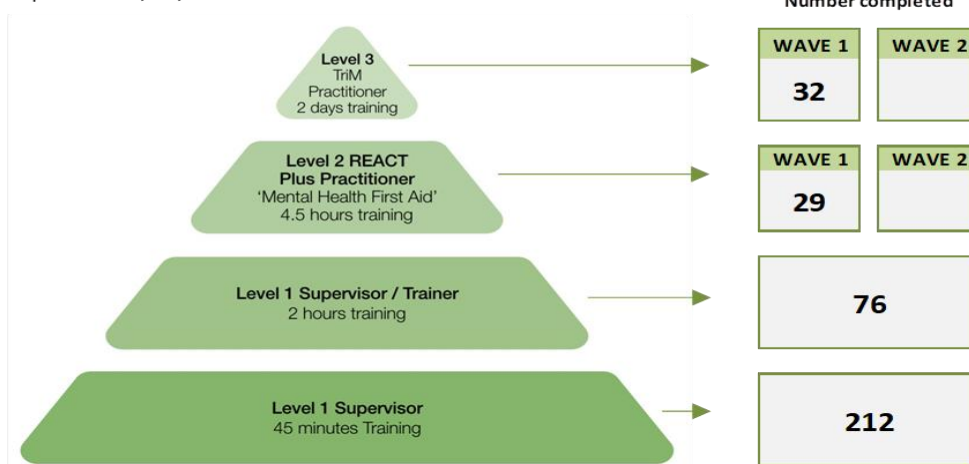 Number completed
Level 3
TriM
Practitioner
2 days training
WAVE 1
WAVE 2
32
Level 2 REACT
Plus Practitioner
'Mental Health First Aid'
4.5 hours training
WAVE 1
WAVE 2
29
Level 1 Supervisor / Trainer
2 hours training
76
Level 1 Supervisor
45 minutes Training
212